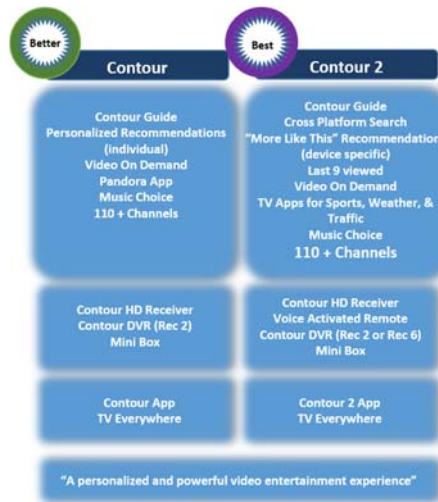 Better
Contour
Contour Guide
Personalized Recommendations
(individual)
Video On Demand
Pandora App
Music Choice
110 + Channels
Contour HD Receiver
Contour DVR (Rec 2)
Mini Box
Contour App
TV Everywhere
Best
Contour 2
Contour Guide
Cross Platform Search
“More Like This” Recommendation
(device specific)
Last 9 viewed
Video On Demand
TV Apps for Sports, Weather, &
Traffic
Music Choice
110 + Channels
Contour HD Receiver
Voice Activated Remote
Contour DVR (Rec 2 or Rec 6)
Mini Box
Contour 2 App
TV Everywhere
“A personalized and powerful video entertainment experience”